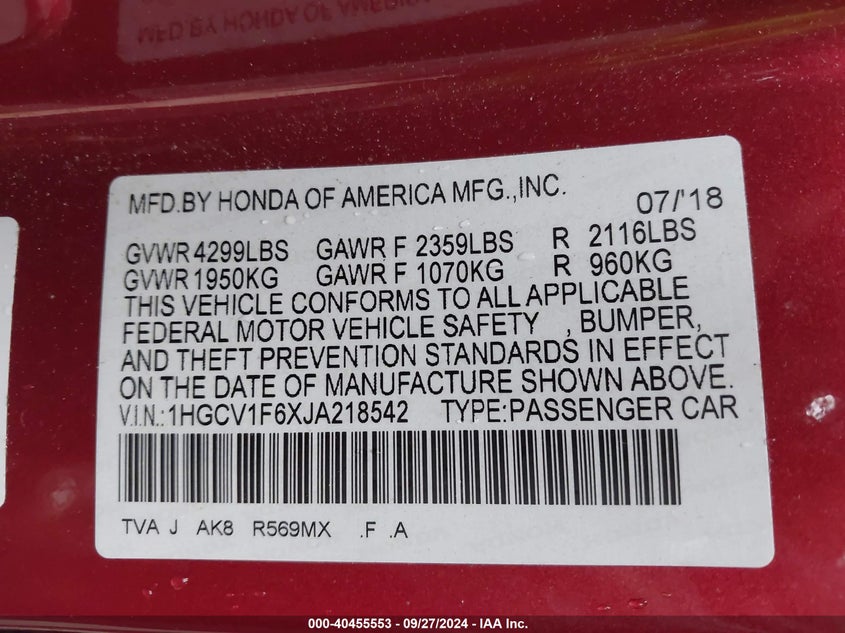 MFD.BY HONDA OF AMERICA MFG.,INC. 07/'18
GVWR 4299LBS GAWR F 2359LBS R 2116LBS
GVWR 1950KG GAWR F 1070KG R 960KG
THIS VEHICLE CONFORMS TO ALL APPLICABLE
FEDERAL MOTOR VEHICLE SAFETY , BUMPER,
AND THEFT PREVENTION STANDARDS IN EFFECT
ON THE DATE OF MANUFACTURE SHOWN ABOVE.
V.I.N.:1HGCV1F6XJA218542 TYPE:PASSENGER CAR
TVA J AK8 R569MX .F .A
000-40455553 - 09/27/2024 - IAA Inc.